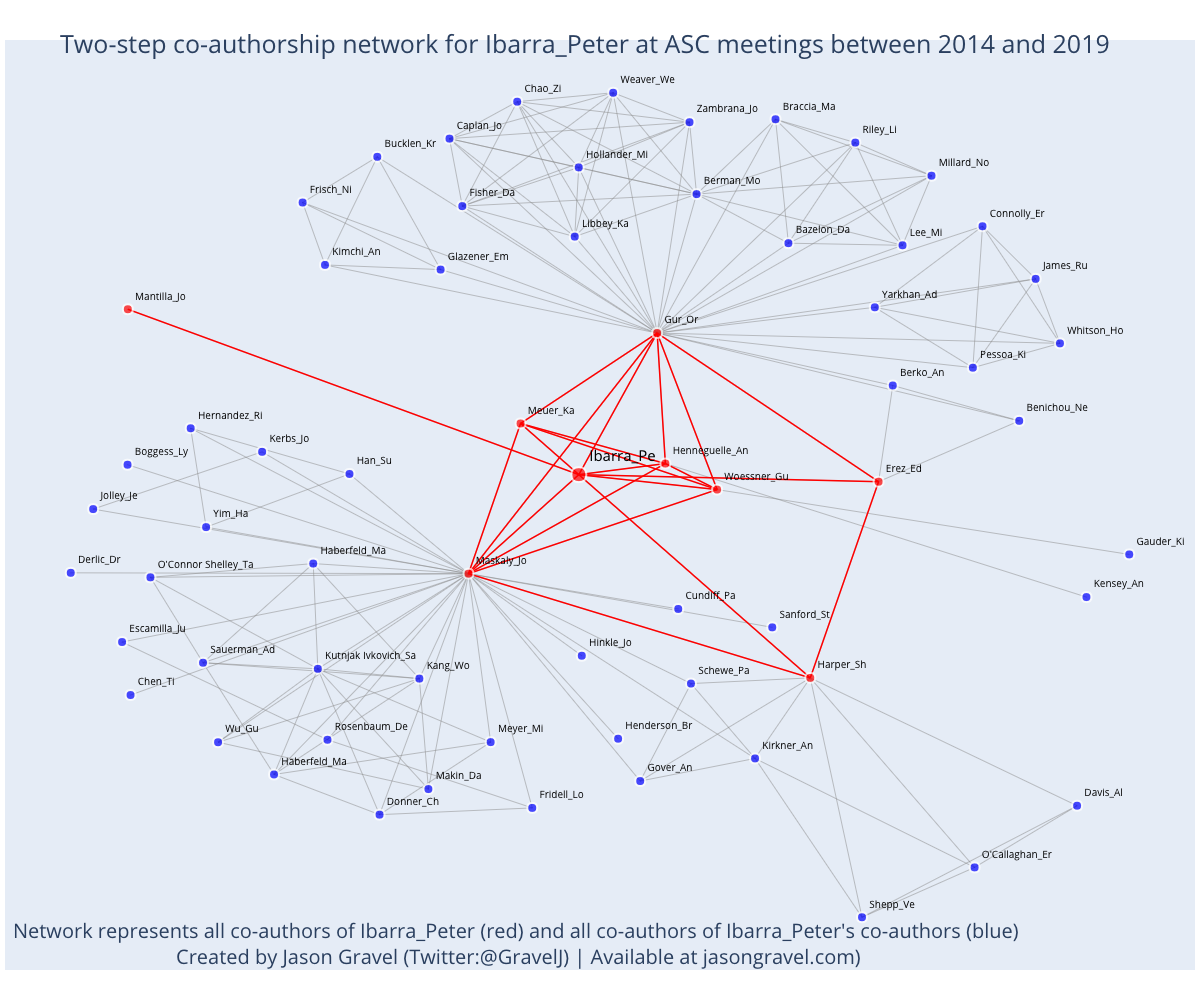 Two-step co-authorship network for Ibarra_Peter at ASC meetings between 2014 and 2019
Weaver_We
Chao_Zi
Zambrana_Jo
Braccia_Ma
Caplan_Jo
Riley_Li
Bucklen_Kr
Hollander_Mi
Millard_No
Berman_Mo
Frisch_Ni
Fisher_Da
Connolly_Er
Libbey_Ka
Bazelon_Da
Lee_Mi
Kimchi_An
Glazener_Em
James_Ru
Mantilla_Jo
Yarkhan_Ad
Gur_Or
Whitson_Ho
Pessoa_Ki
Berko_An
Meuer_Ka
Benichou_Ne
Hernandez_Ri
Kerbs_Jo
Henneguelle_An
Boggess_Ly
Ibarra_Pe
Han_Su
Erez_Ed
Woessner_Gu
Jolley_Je
Yim_Ha
Gauder_Ki
Haberfeld_Ma
Derlic_Dr
O'Connor Shelley_Ta
Maskaly_Jo
Kensey_An
Cundiff_Pa
Sanford_St
Escamilla_Ju
Hinkle_Jo
Sauerman_Ad
Kutnjak Ivkovich_Sa
Kang_Wo
Harper_Sh
Schewe_Pa
Chen_Ti
Wu_Gu
Rosenbaum_De
Meyer_Mi
Henderson_Br
Kirkner_An
Haberfeld_Ma
Gover_An
Makin_Da
Fridell_Lo
Donner_Ch
Davis_Al
O'Callaghan_Er
Shepp_Ve
Network represents all co-authors of Ibarra_Peter (red) and all co-authors of Ibarra_Peter's co-authors (blue)
Created by Jason Gravel (Twitter:@GravelJ) | Available at jasongravel.com)